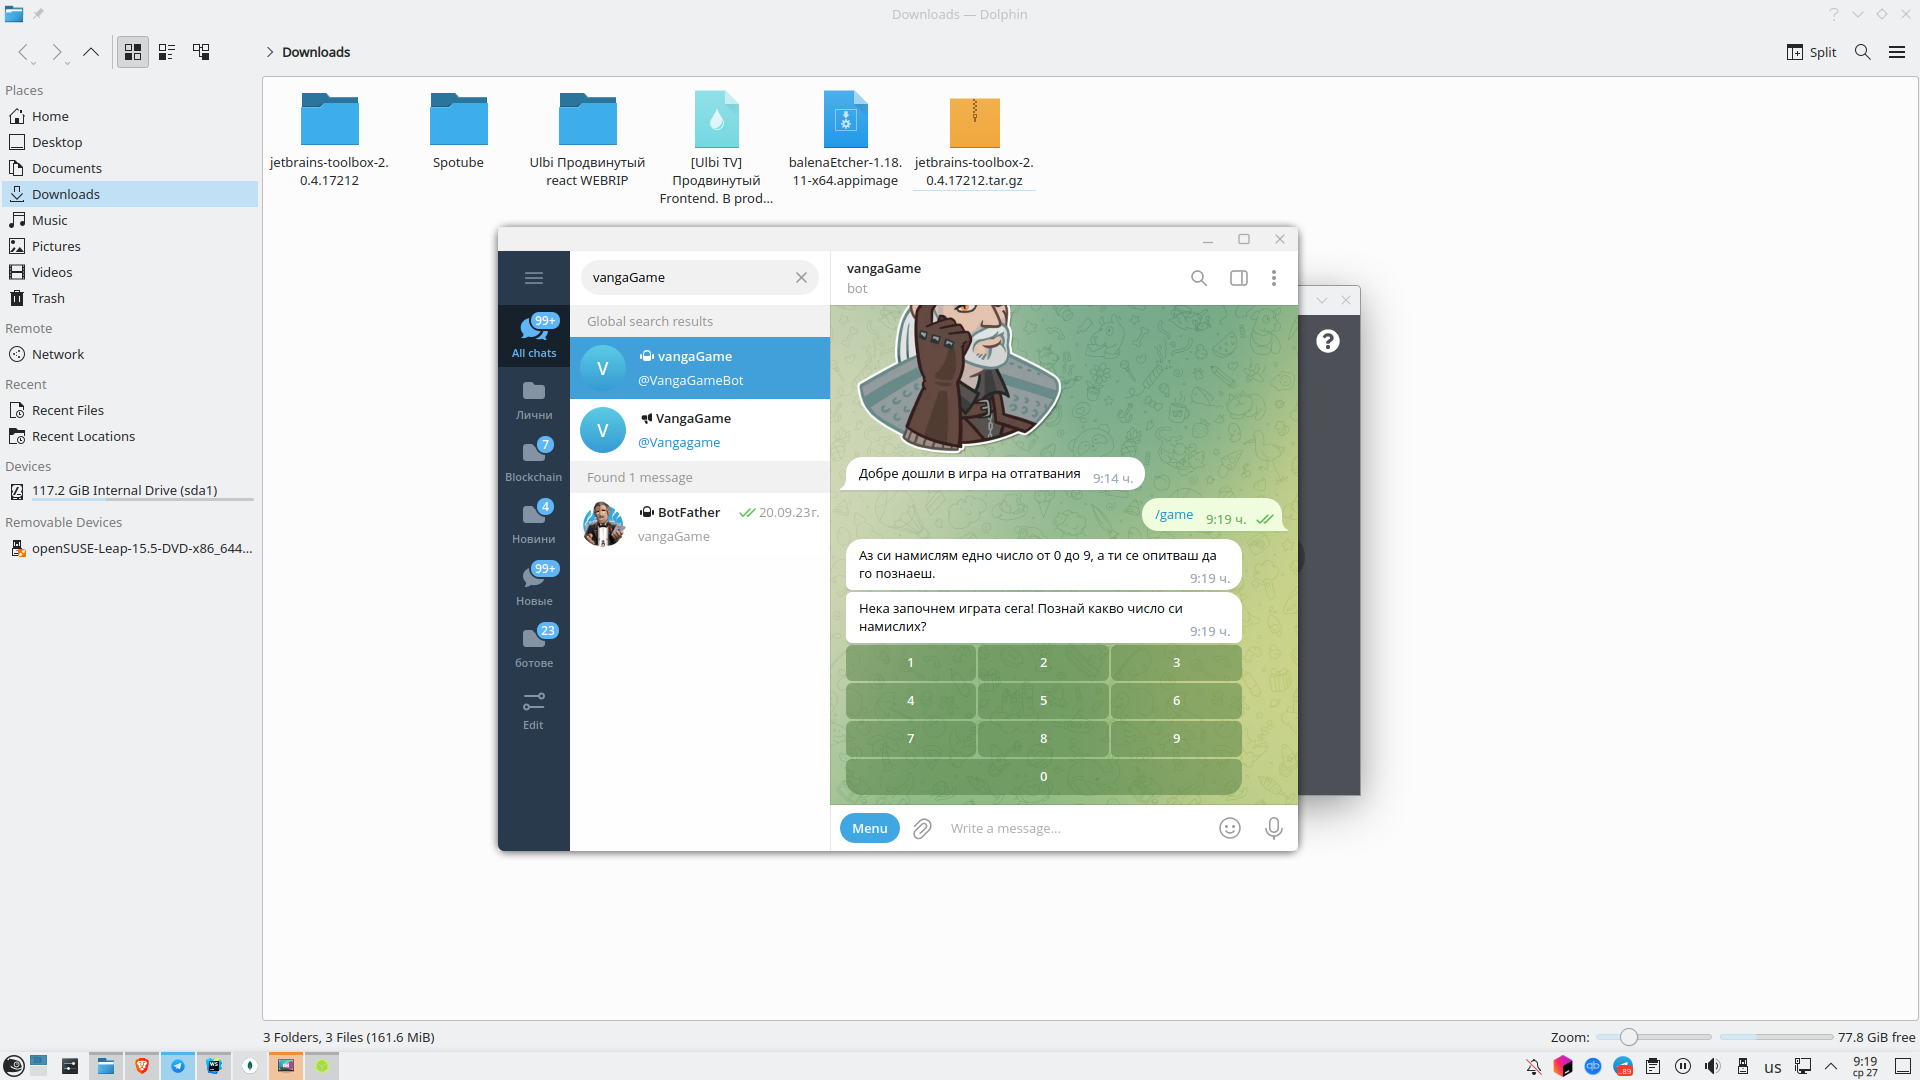 Downloads — Dolphin
Downloads
Split
Places
Home
Desktop
Documents
Downloads
Music
Pictures
Videos
Trash
Remote
Network
Recent
Recent Files
Recent Locations
Devices
117.2 GiB Internal Drive (sda1)
Removable Devices
openSUSE-Leap-15.5-DVD-x86_644...
jetbrains-toolbox-2.
0.4.17212
Spotube
Ulbi Продвинутый
react WEBRIP
[Ulbi TV]
Продвинутый
Frontend. В prod...
balenaEtcher-1.18.
11-x64.appimage
jetbrains-toolbox-2.
0.4.17212.tar.gz
99+
All chats
Лични
7
Blockchain
4
Новини
99+
Новые
23
ботове
Edit
vangaGame
Global search results
V
vangaGame
@VangaGameBot
V
VangaGame
@Vangagame
Found 1 message
BotFather
20.09.23г.
vangaGame
vangaGame
bot
Добре дошли в игра на отгатвания
9:14 ч.
/game
9:19 ч.
Аз си намислям едно число от 0 до 9, а ти се опитваш да
го познаеш.
9:19 ч.
Нека започнем играта сега! Познай какво число си
намислих?
9:19 ч.
1 2 3
4 5 6
7 8 9
0
Menu
Write a message...
3 Folders, 3 Files (161.6 MiB)
Zoom:
77.8 GiB free
us
9:19
ср 27